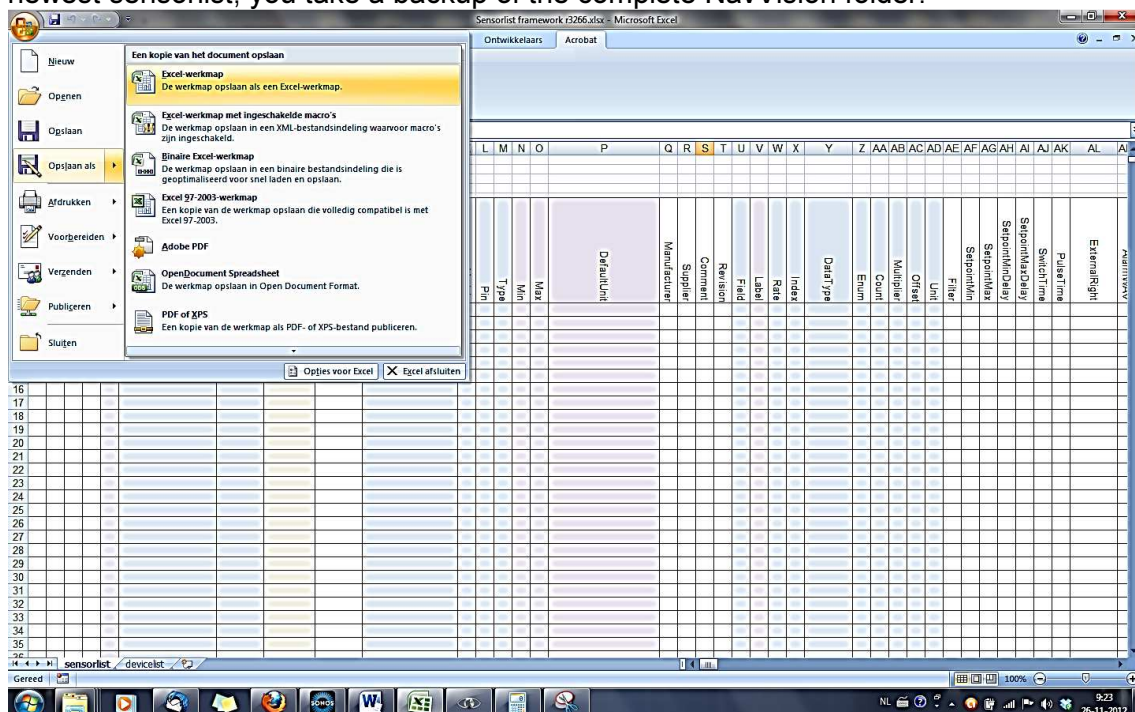 newest sensorlist, you take a backup of the complete NavVision folder.
Sensorlist framework r3266.xlsx - Microsoft Excel
Ontwikkelaars Acrobat
Nieuw
Openen
Opslaan
Opslaan als
Afdrukken
Voorbereiden
Verzenden
Publiceren
Sluiten
Een kopie van het document opslaan
Excel-werkmap
De werkmap opslaan als een Excel-werkmap.
Excel-werkmap met ingeschakelde macro's
De werkmap opslaan in een XML-bestandsindeling waarvoor macro's
zijn ingeschakeld.
Binaire Excel-werkmap
De werkmap opslaan in een binaire bestandsindeling die is
geoptimaliseerd voor snel laden en opslaan.
Excel 97-2003-werkmap
Een kopie van de werkmap opslaan die volledig compatibel is met
Excel 97-2003.
Adobe PDF
OpenDocument Spreadsheet
De werkmap opslaan in Open Document Format.
PDF of XPS
Een kopie van de werkmap als PDF- of XPS-bestand publiceren.
Opties voor Excel Excel afsluiten
L M N O P Q R S T U V W X Y Z AA AB AC AD AE AF AG AH AI AJ AK AL
Pin
Type
Min
Max
DefaultUnit
Manufacturer
Supplier
Comment
Revision
Field
Label
Rate
Index
DataType
Enum
Count
Multiplier
Offset
Unit
Filter
SetpointMin
SetpointMax
SetpointMinDelay
SetpointMaxDelay
SwitchTime
PulseTime
ExternalRight
AlarmWAV
16
17
18
19
20
21
22
23
24
25
26
27
28
29
30
31
32
33
34
35
36
sensorlist devicelist
Gereed 100%
SONOS NL 9:23
26-11-2012